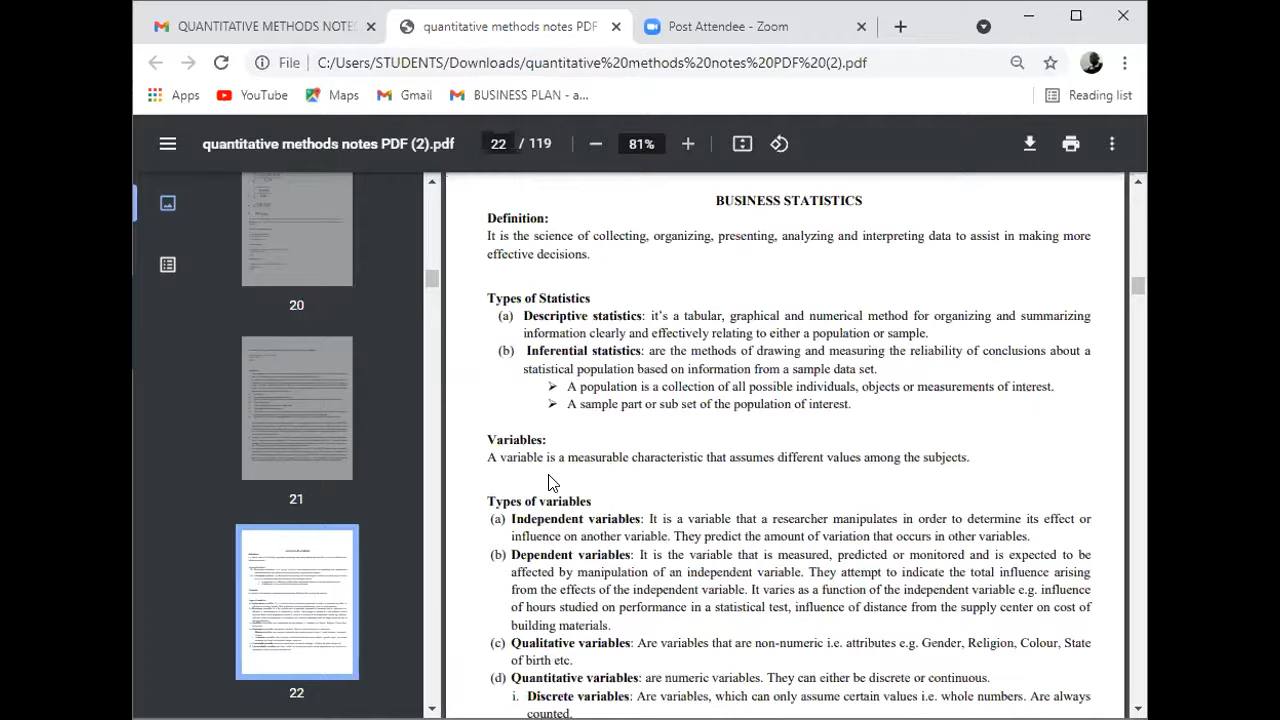 QUANTITATIVE METHODS NOTES
quantitative methods notes PDF
Post Attendee - Zoom
File
C:/Users/STUDENTS/Downloads/quantitative%20methods%20notes%20PDF%20(2).pdf
Apps
YouTube
Maps
Gmail
BUSINESS PLAN - a...
Reading list
quantitative methods notes PDF (2).pdf
22 / 119
81%
20
21
22
BUSINESS STATISTICS
Definition:
It is the science of collecting, organizing, presenting, analyzing and interpreting data to assist in making more
effective decisions.
Types of Statistics
(a) Descriptive statistics: it's a tabular, graphical and numerical method for organizing and summarizing
information clearly and effectively relating to either a population or sample.
(b) Inferential statistics: are the methods of drawing and measuring the reliability of conclusions about a
statistical population based on information from a sample data set.
➢ A population is a collection of all possible individuals, objects or measurements of interest.
➢ A sample part or sub set of the population of interest.
Variables:
A variable is a measurable characteristic that assumes different values among the subjects.
Types of variables
(a) Independent variables: It is a variable that a researcher manipulates in order to determine its effect or
influence on another variable. They predict the amount of variation that occurs in other variables.
(b) Dependent variables: It is the variable that is measured, predicted or monitored and is expected to be
affected by manipulation of an independent variable. They attempt to indicate the total influence arising
from the effects of the independent variable. It varies as a function of the independent variable e.g. influence
of hours studied on performance in a statistical test, influence of distance from the supply center on cost of
building materials.
(c) Qualitative variables: Are variables that are non-numeric i.e. attributes e.g. Gender, Religion, Colour, State
of birth etc.
(d) Quantitative variables: are numeric variables. They can either be discrete or continuous.
i. Discrete variables: Are variables, which can only assume certain values i.e. whole numbers. Are always
counted.